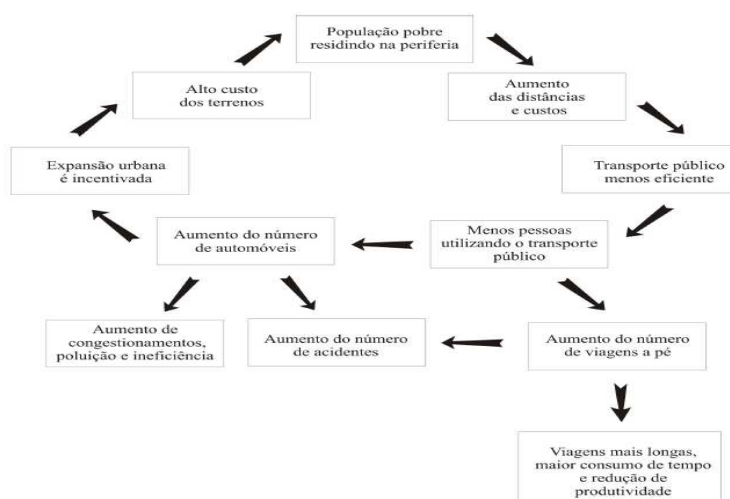 População pobre
residindo na periferia
Alto custo
dos terrenos
Aumento
das distâncias
e custos
Expansão urbana
é incentivada
Transporte público
menos eficiente
Aumento do número
de automóveis
Menos pessoas
utilizando o transporte
público
Aumento de
congestionamentos,
poluição e ineficiência
Aumento do número
de acidentes
Aumento do número
de viagens a pé
Viagens mais longas,
maior consumo de tempo
e redução de
produtividade